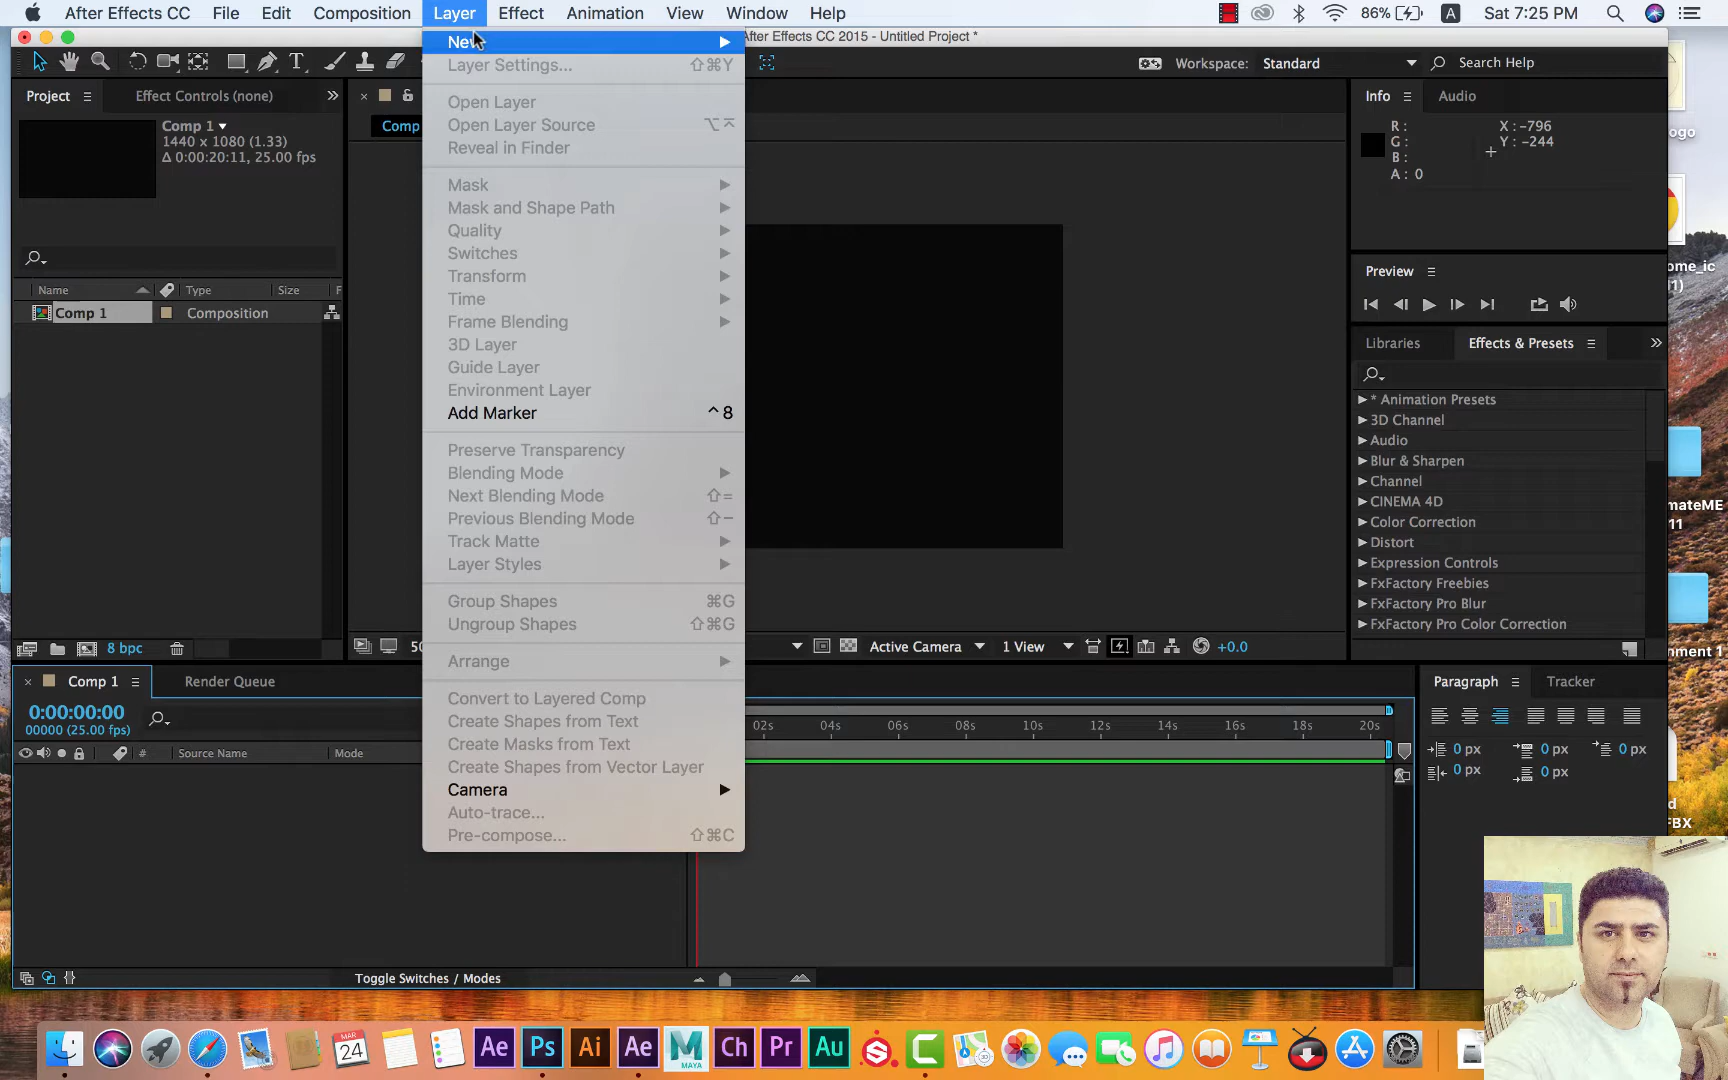 After Effects CC File Edit Composition Layer Effect Animation View Window Help 86% A Sat 7:25 PM
After Effects CC 2015 - Untitled Project *
Workspace: Standard Search Help
Project Effect Controls (none)
Comp 1
1440 x 1080 (1.33)
Δ 0:00:20:11, 25.00 fps
Name Type Size F
Comp 1 Composition
8 bpc
New
Layer Settings... ⇧⌘Y
Open Layer
Open Layer Source
Reveal in Finder
Mask
Mask and Shape Path
Quality
Switches
Transform
Time
Frame Blending
3D Layer
Guide Layer
Environment Layer
Add Marker ^ 8
Preserve Transparency
Blending Mode
Next Blending Mode ⇧=
Previous Blending Mode ⇧−
Track Matte
Layer Styles
Group Shapes ⌘G
Ungroup Shapes ⇧⌘G
Arrange
Convert to Layered Comp
Create Shapes from Text
Create Masks from Text
Create Shapes from Vector Layer
Camera
Auto-trace...
Pre-compose... ⇧⌘C
Comp
50
Active Camera 1 View +0.0
Info Audio
R :
G :
B :
A : 0
X : -796
Y : -244
Preview
Libraries Effects & Presets
* Animation Presets
3D Channel
Audio
Blur & Sharpen
Channel
CINEMA 4D
Color Correction
Distort
Expression Controls
FxFactory Freebies
FxFactory Pro Blur
FxFactory Pro Color Correction
Comp 1 Render Queue
0:00:00:00
00000 (25.00 fps)
# Source Name Mode
02s 04s 06s 08s 10s 12s 14s 16s 18s 20s
Toggle Switches / Modes
Paragraph Tracker
0 px 0 px 0 px
0 px 0 px
ogo
ome_ic
1)
mateME
11
nment 1
d
FBX
MAR
24
Ae Ps Ai Ae MAYA Ch Pr Au